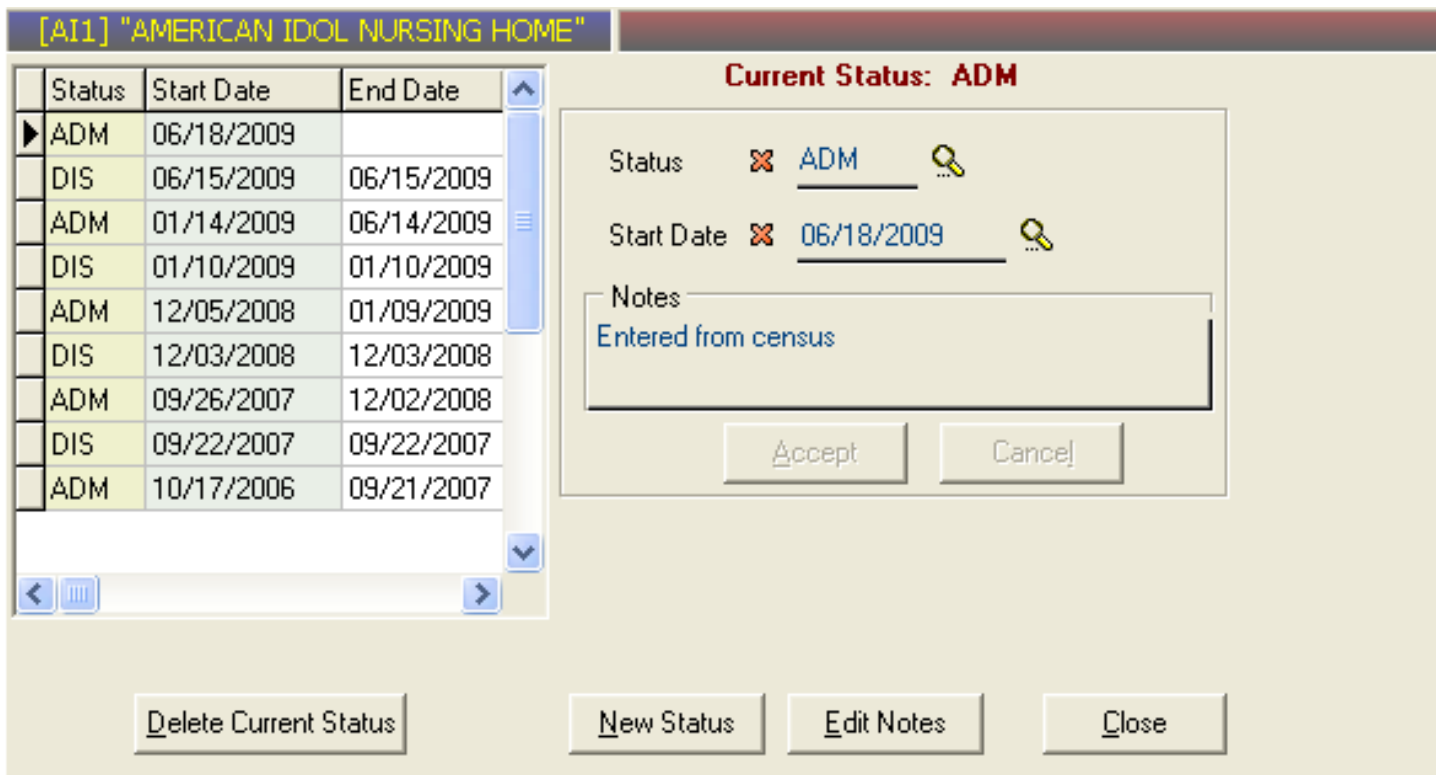 [AI1] "AMERICAN IDOL NURSING HOME"
Status Start Date End Date
ADM 06/18/2009
DIS 06/15/2009 06/15/2009
ADM 01/14/2009 06/14/2009
DIS 01/10/2009 01/10/2009
ADM 12/05/2008 01/09/2009
DIS 12/03/2008 12/03/2008
ADM 09/26/2007 12/02/2008
DIS 09/22/2007 09/22/2007
ADM 10/17/2006 09/21/2007
Current Status: ADM
Status ADM
Start Date 06/18/2009
Notes
Entered from census
Accept Cancel
Delete Current Status New Status Edit Notes Close